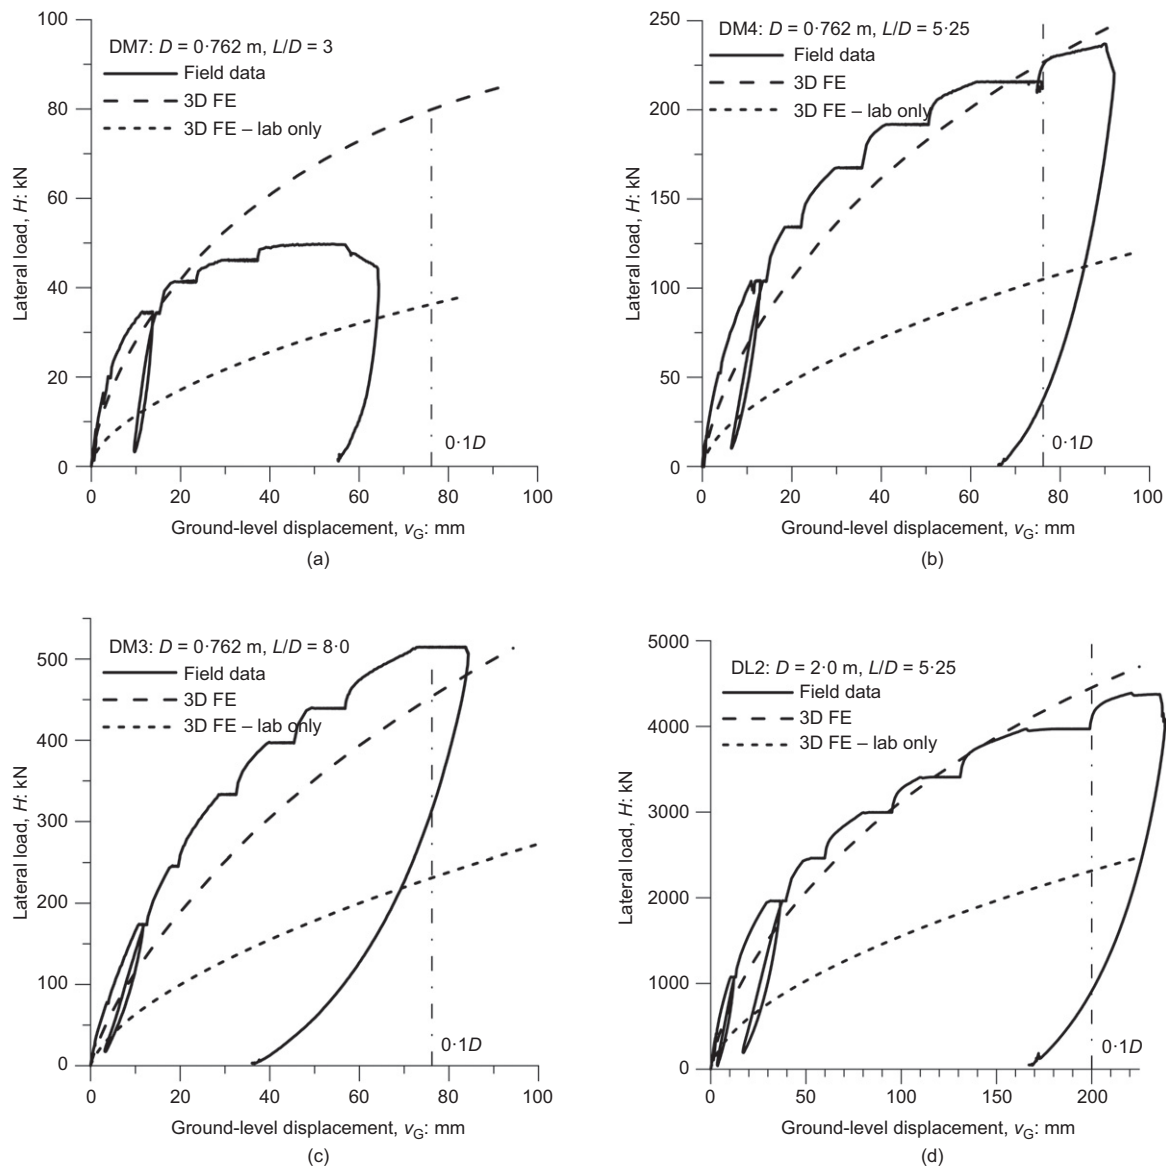 100
DM7: D = 0·762 m, L/D = 3
Field data
3D FE
3D FE – lab only
80
60
40
20
0
Lateral load, H: kN
0·1D
0 20 40 60 80 100
Ground-level displacement, vG: mm
(a)
250
DM4: D = 0·762 m, L/D = 5·25
Field data
3D FE
3D FE – lab only
200
150
100
50
0
Lateral load, H: kN
0·1D
0 20 40 60 80 100
Ground-level displacement, vG: mm
(b)
DM3: D = 0·762 m, L/D = 8·0
Field data
3D FE
3D FE – lab only
500
400
300
200
100
0
Lateral load, H: kN
0·1D
0 20 40 60 80 100
Ground-level displacement, vG: mm
(c)
5000
DL2: D = 2·0 m, L/D = 5·25
Field data
3D FE
3D FE – lab only
4000
3000
2000
1000
0
Lateral load, H: kN
0·1D
0 50 100 150 200
Ground-level displacement, vG: mm
(d)